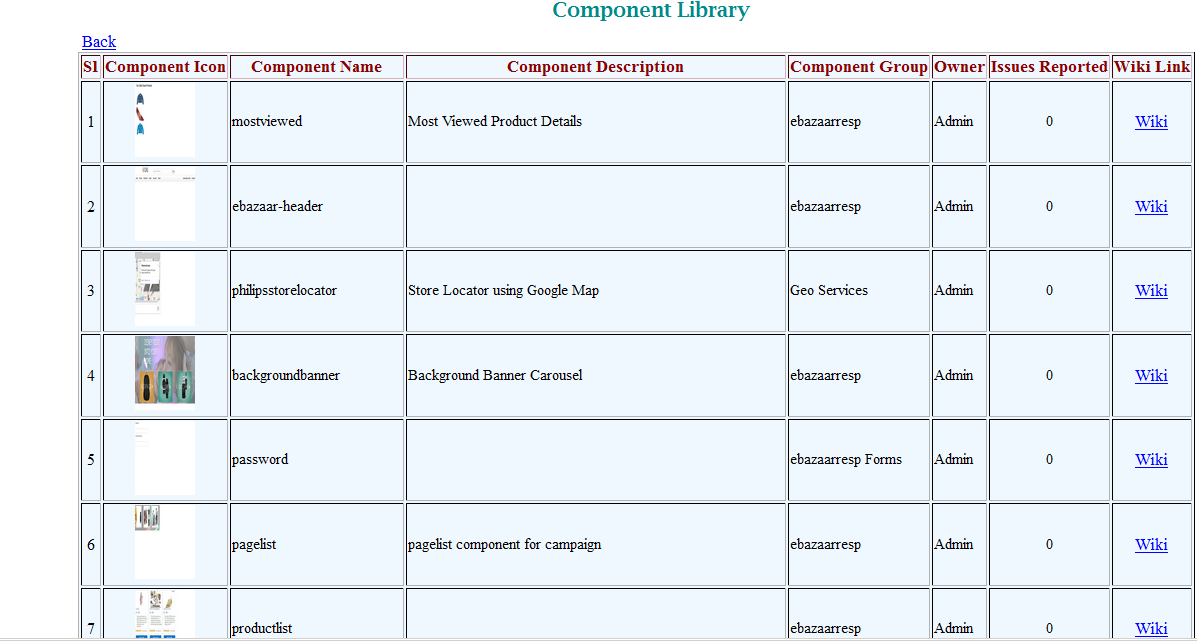 Component Library
Back
Sl Component Icon Component Name Component Description Component Group Owner Issues Reported Wiki Link
1 mostviewed Most Viewed Product Details ebazaarresp Admin 0 Wiki
2 ebazaar-header ebazaarresp Admin 0 Wiki
3 philipsstorelocator Store Locator using Google Map Geo Services Admin 0 Wiki
4 backgroundbanner Background Banner Carousel ebazaarresp Admin 0 Wiki
5 password ebazaarresp Forms Admin 0 Wiki
6 pagelist pagelist component for campaign ebazaarresp Admin 0 Wiki
7 productlist ebazaarresp Admin 0 Wiki